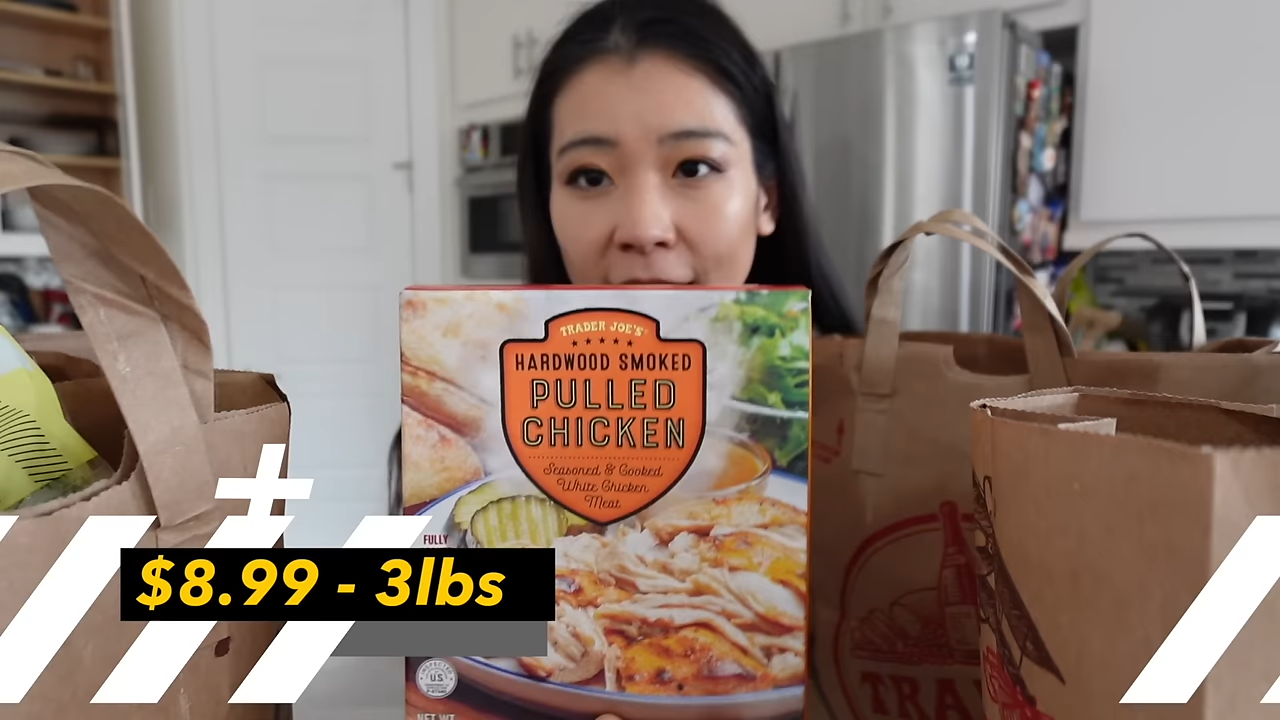 TRADER JOE'S
HARDWOOD SMOKED
PULLED
CHICKEN
Seasoned & Cooked
White Chicken
Meat
FULLY
$8.99 - 3lbs
U.S.
NET WT
TRA